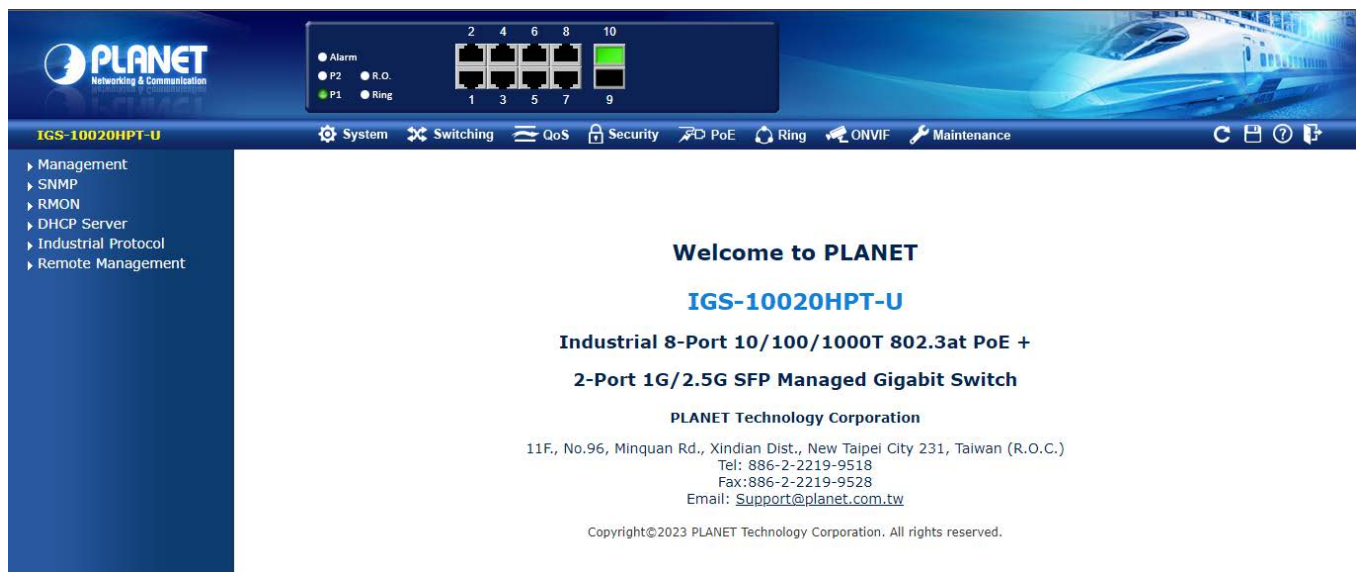 PLANET
Networking & Communication
2 4 6 8 10
Alarm
P2 R.O.
P1 Ring
1 3 5 7 9
IGS-10020HPT-U
System Switching QoS Security PoE Ring ONVIF Maintenance
Management
SNMP
RMON
DHCP Server
Industrial Protocol
Remote Management
Welcome to PLANET
IGS-10020HPT-U
Industrial 8-Port 10/100/1000T 802.3at PoE +
2-Port 1G/2.5G SFP Managed Gigabit Switch
PLANET Technology Corporation
11F., No.96, Minquan Rd., Xindian Dist., New Taipei City 231, Taiwan (R.O.C.)
Tel: 886-2-2219-9518
Fax:886-2-2219-9528
Email: Support@planet.com.tw
Copyright©2023 PLANET Technology Corporation. All rights reserved.